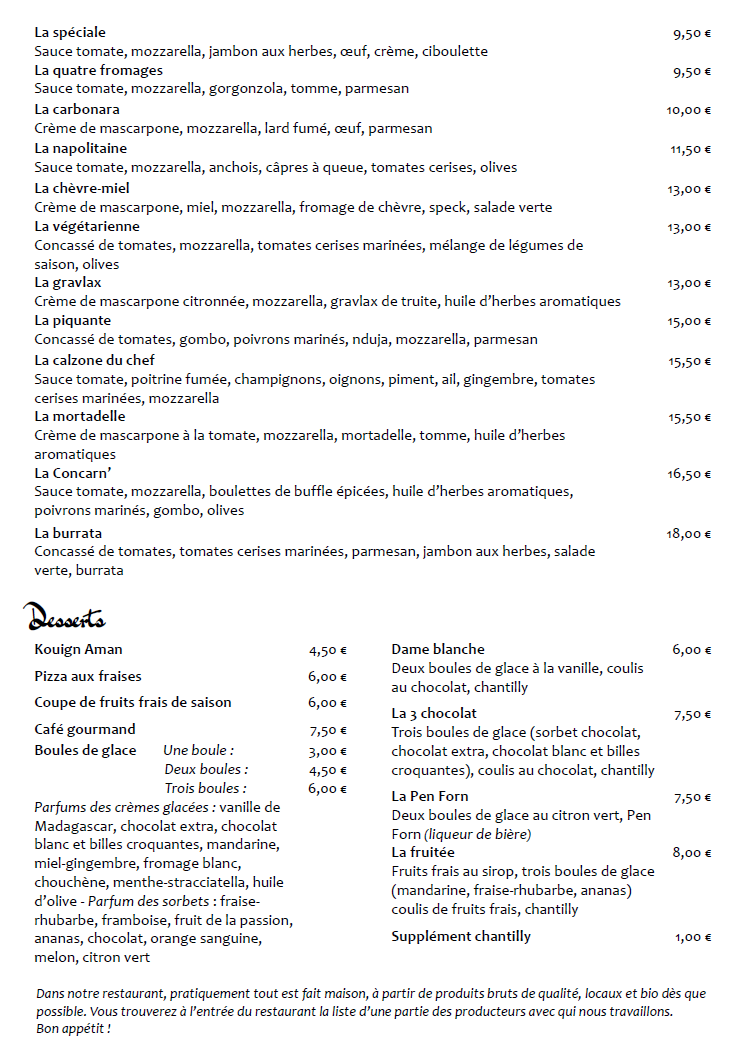 La spéciale 9,50 €
Sauce tomate, mozzarella, jambon aux herbes, œuf, crème, ciboulette
La quatre fromages 9,50 €
Sauce tomate, mozzarella, gorgonzola, tomme, parmesan
La carbonara 10,00 €
Crème de mascarpone, mozzarella, lard fumé, œuf, parmesan
La napolitaine 11,50 €
Sauce tomate, mozzarella, anchois, câpres à queue, tomates cerises, olives
La chèvre-miel 13,00 €
Crème de mascarpone, miel, mozzarella, fromage de chèvre, speck, salade verte
La végétarienne 13,00 €
Concassé de tomates, mozzarella, tomates cerises marinées, mélange de légumes de
saison, olives
La gravlax 13,00 €
Crème de mascarpone citronnée, mozzarella, gravlax de truite, huile d’herbes aromatiques
La piquante 15,00 €
Concassé de tomates, gombo, poivrons marinés, nduja, mozzarella, parmesan
La calzone du chef 15,50 €
Sauce tomate, poitrine fumée, champignons, oignons, piment, ail, gingembre, tomates
cerises marinées, mozzarella
La mortadelle 15,50 €
Crème de mascarpone à la tomate, mozzarella, mortadelle, tomme, huile d’herbes
aromatiques
La Concarn’ 16,50 €
Sauce tomate, mozzarella, boulettes de buffle épicées, huile d’herbes aromatiques,
poivrons marinés, gombo, olives
La burrata 18,00 €
Concassé de tomates, tomates cerises marinées, parmesan, jambon aux herbes, salade
verte, burrata
Desserts
Kouign Aman 4,50 €
Pizza aux fraises 6,00 €
Coupe de fruits frais de saison 6,00 €
Café gourmand 7,50 €
Boules de glace Une boule : 3,00 €
Deux boules : 4,50 €
Trois boules : 6,00 €
Parfums des crèmes glacées : vanille de
Madagascar, chocolat extra, chocolat
blanc et billes croquantes, mandarine,
miel-gingembre, fromage blanc,
chouchène, menthe-stracciatella, huile
d’olive - Parfum des sorbets : fraise-
rhubarbe, framboise, fruit de la passion,
ananas, chocolat, orange sanguine,
melon, citron vert
Dame blanche 6,00 €
Deux boules de glace à la vanille, coulis
au chocolat, chantilly
La 3 chocolat 7,50 €
Trois boules de glace (sorbet chocolat,
chocolat extra, chocolat blanc et billes
croquantes), coulis au chocolat, chantilly
La Pen Forn 7,50 €
Deux boules de glace au citron vert, Pen
Forn (liqueur de bière)
La fruitée 8,00 €
Fruits frais au sirop, trois boules de glace
(mandarine, fraise-rhubarbe, ananas)
coulis de fruits frais, chantilly
Supplément chantilly 1,00 €
Dans notre restaurant, pratiquement tout est fait maison, à partir de produits bruts de qualité, locaux et bio dès que
possible. Vous trouverez à l’entrée du restaurant la liste d’une partie des producteurs avec qui nous travaillons.
Bon appétit !